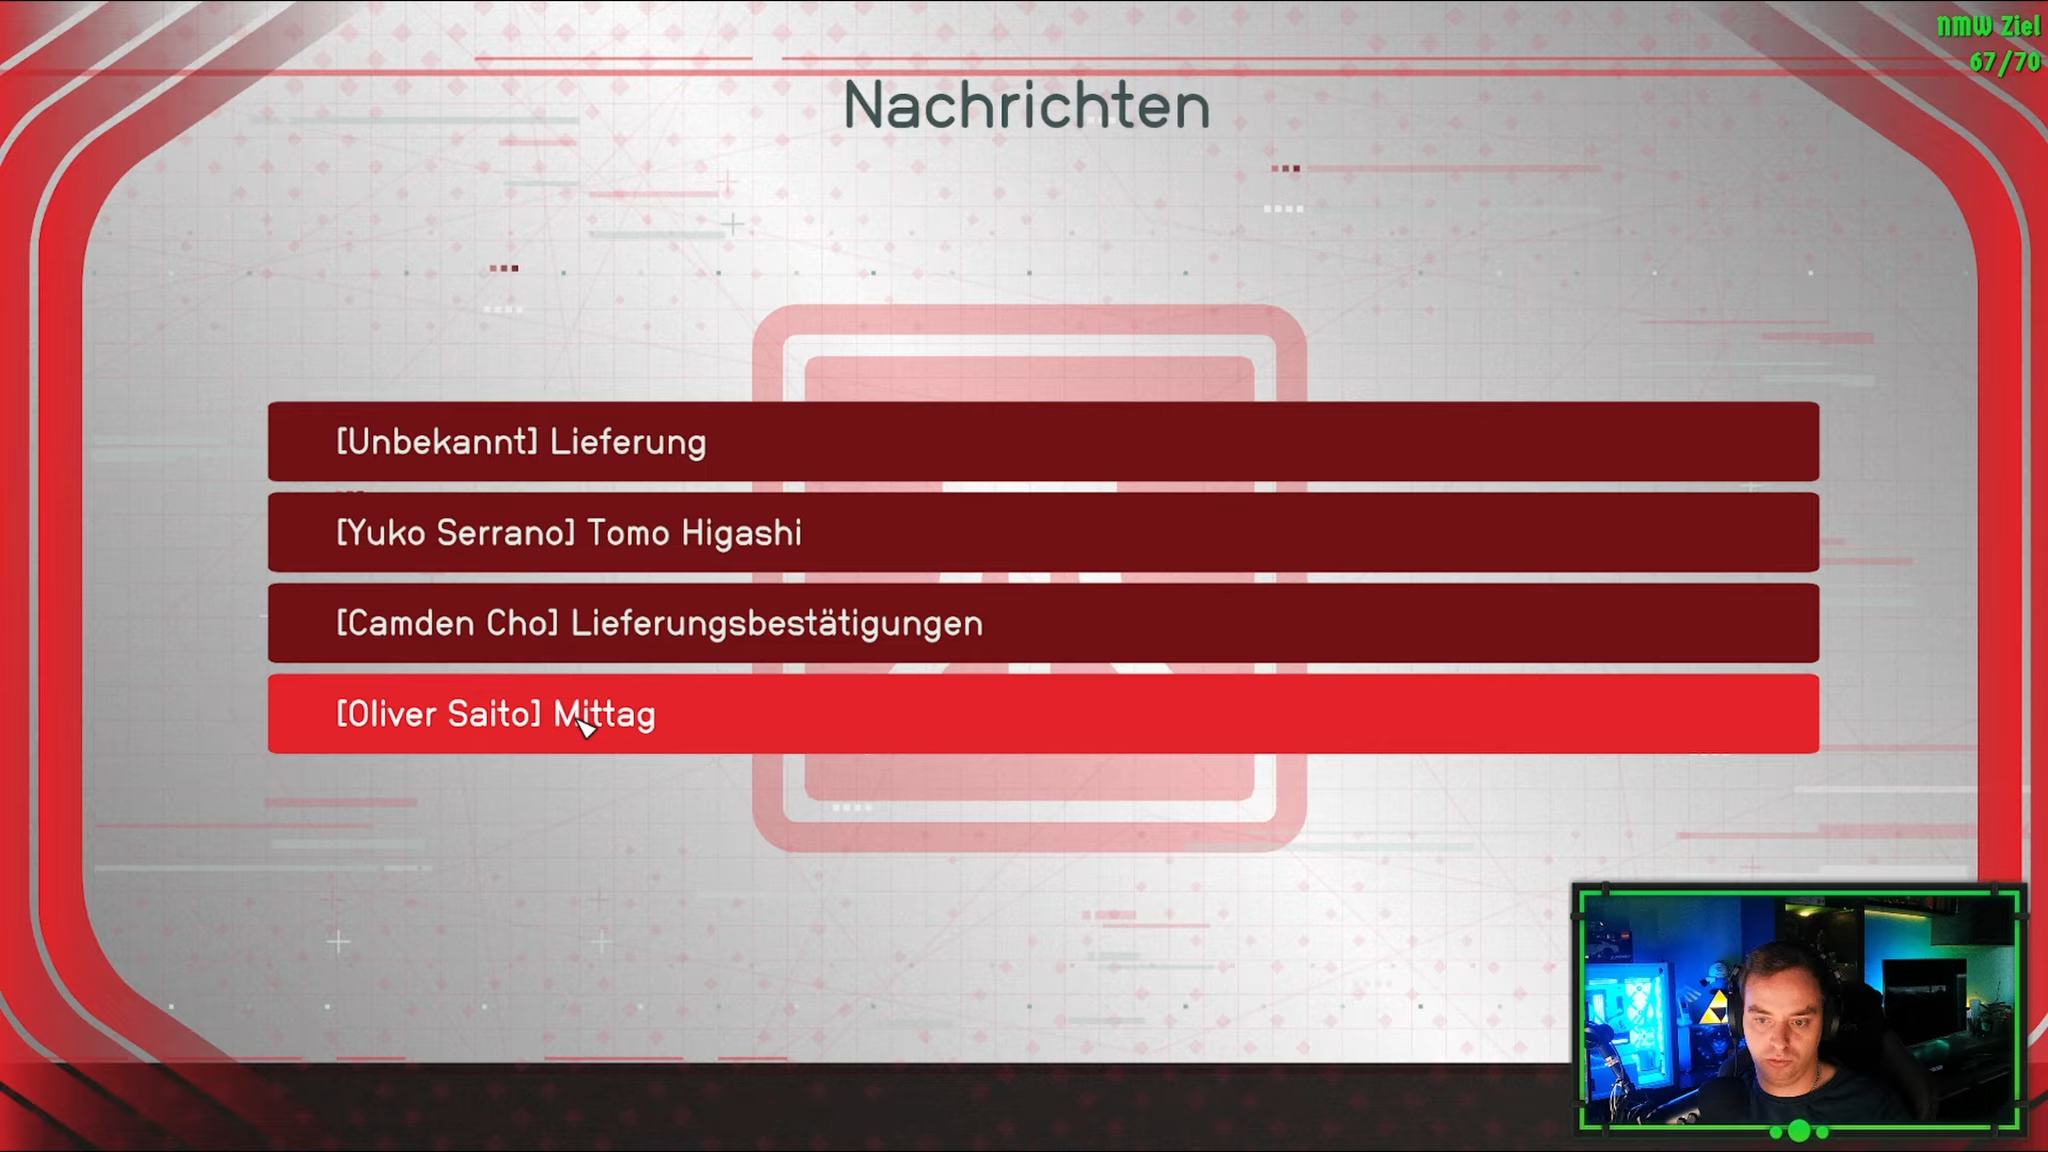 NMW Ziel
67/70
Nachrichten
[Unbekannt] Lieferung
[Yuko Serrano] Tomo Higashi
[Camden Cho] Lieferungsbestätigungen
[Oliver Saito] Mittag